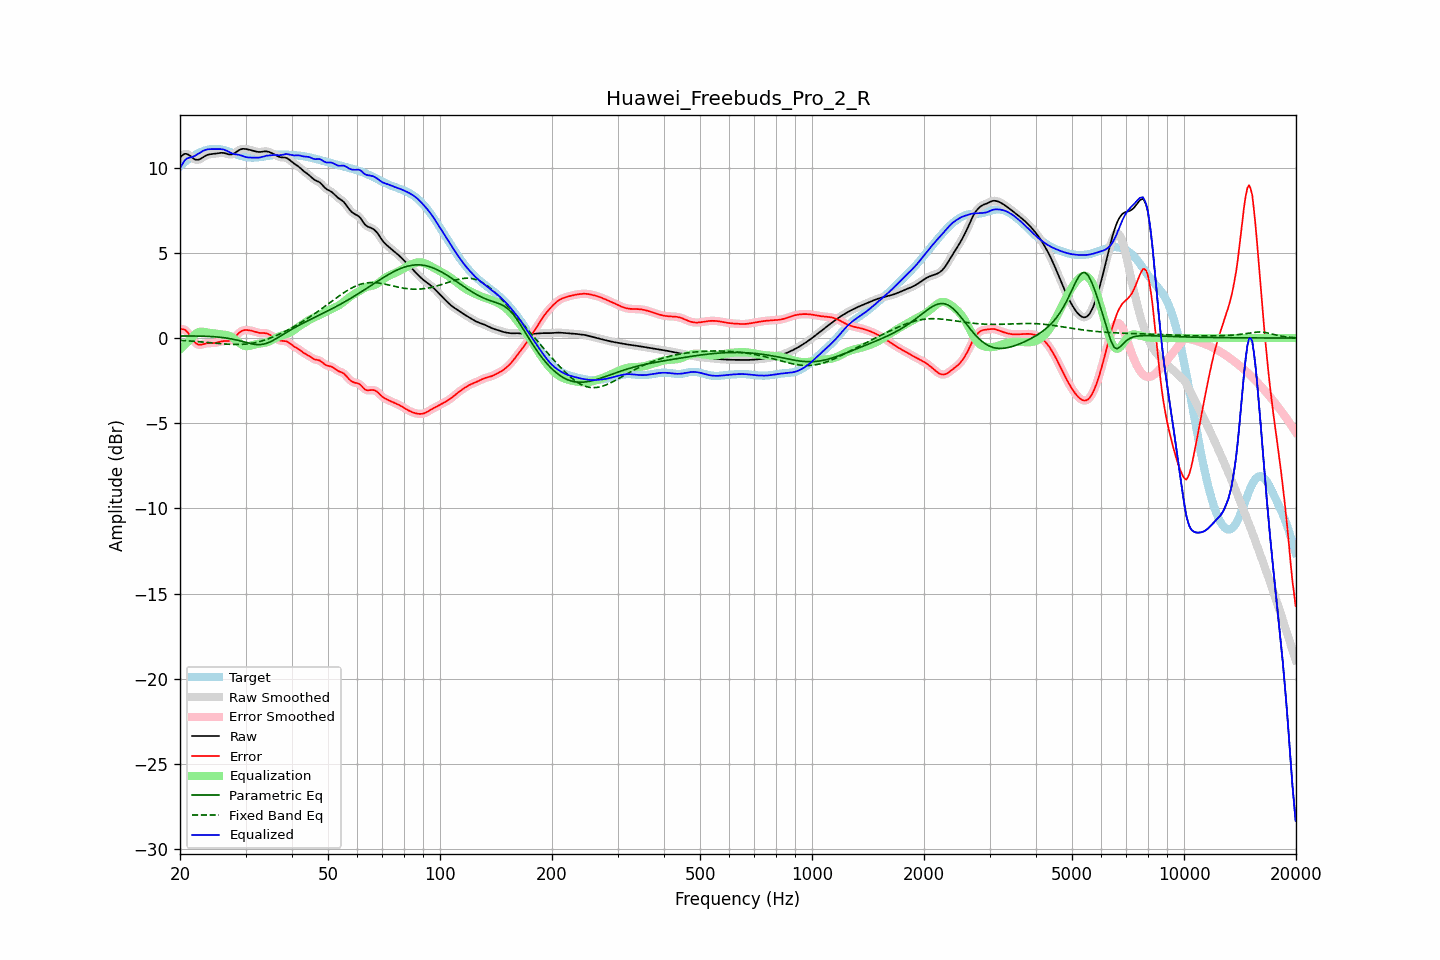 Huawei_Freebuds_Pro_2_R
Amplitude (dBr)
10
5
0
−5
−10
−15
−20
−25
−30
Target
Raw Smoothed
Error Smoothed
Raw
Error
Equalization
Parametric Eq
Fixed Band Eq
Equalized
20
50
100
200
500
1000
2000
5000
10000
20000
Frequency (Hz)